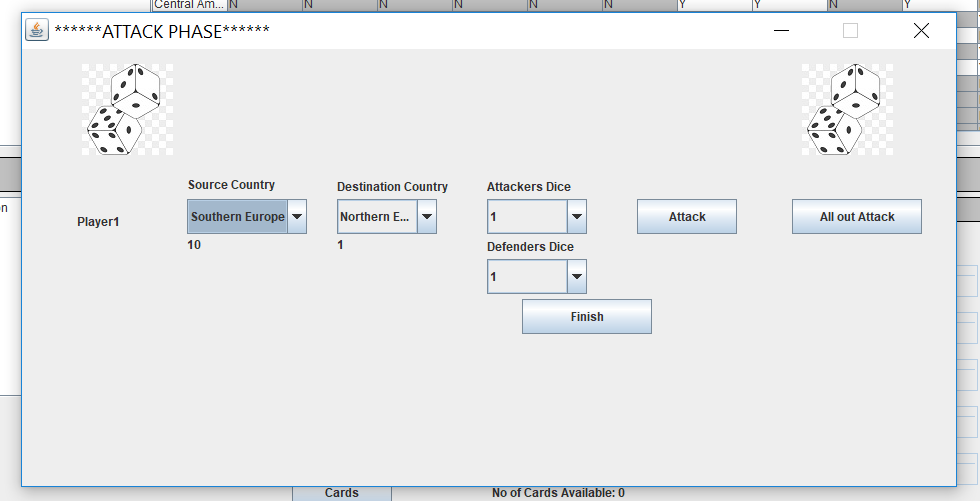 Central Am... N N N N N N Y Y N Y
******ATTACK PHASE******
Source Country
Destination Country
Attackers Dice
on
Player1
Southern Europe
Northern E...
1
Attack
All out Attack
10
1
Defenders Dice
1
Finish
Cards
No of Cards Available: 0